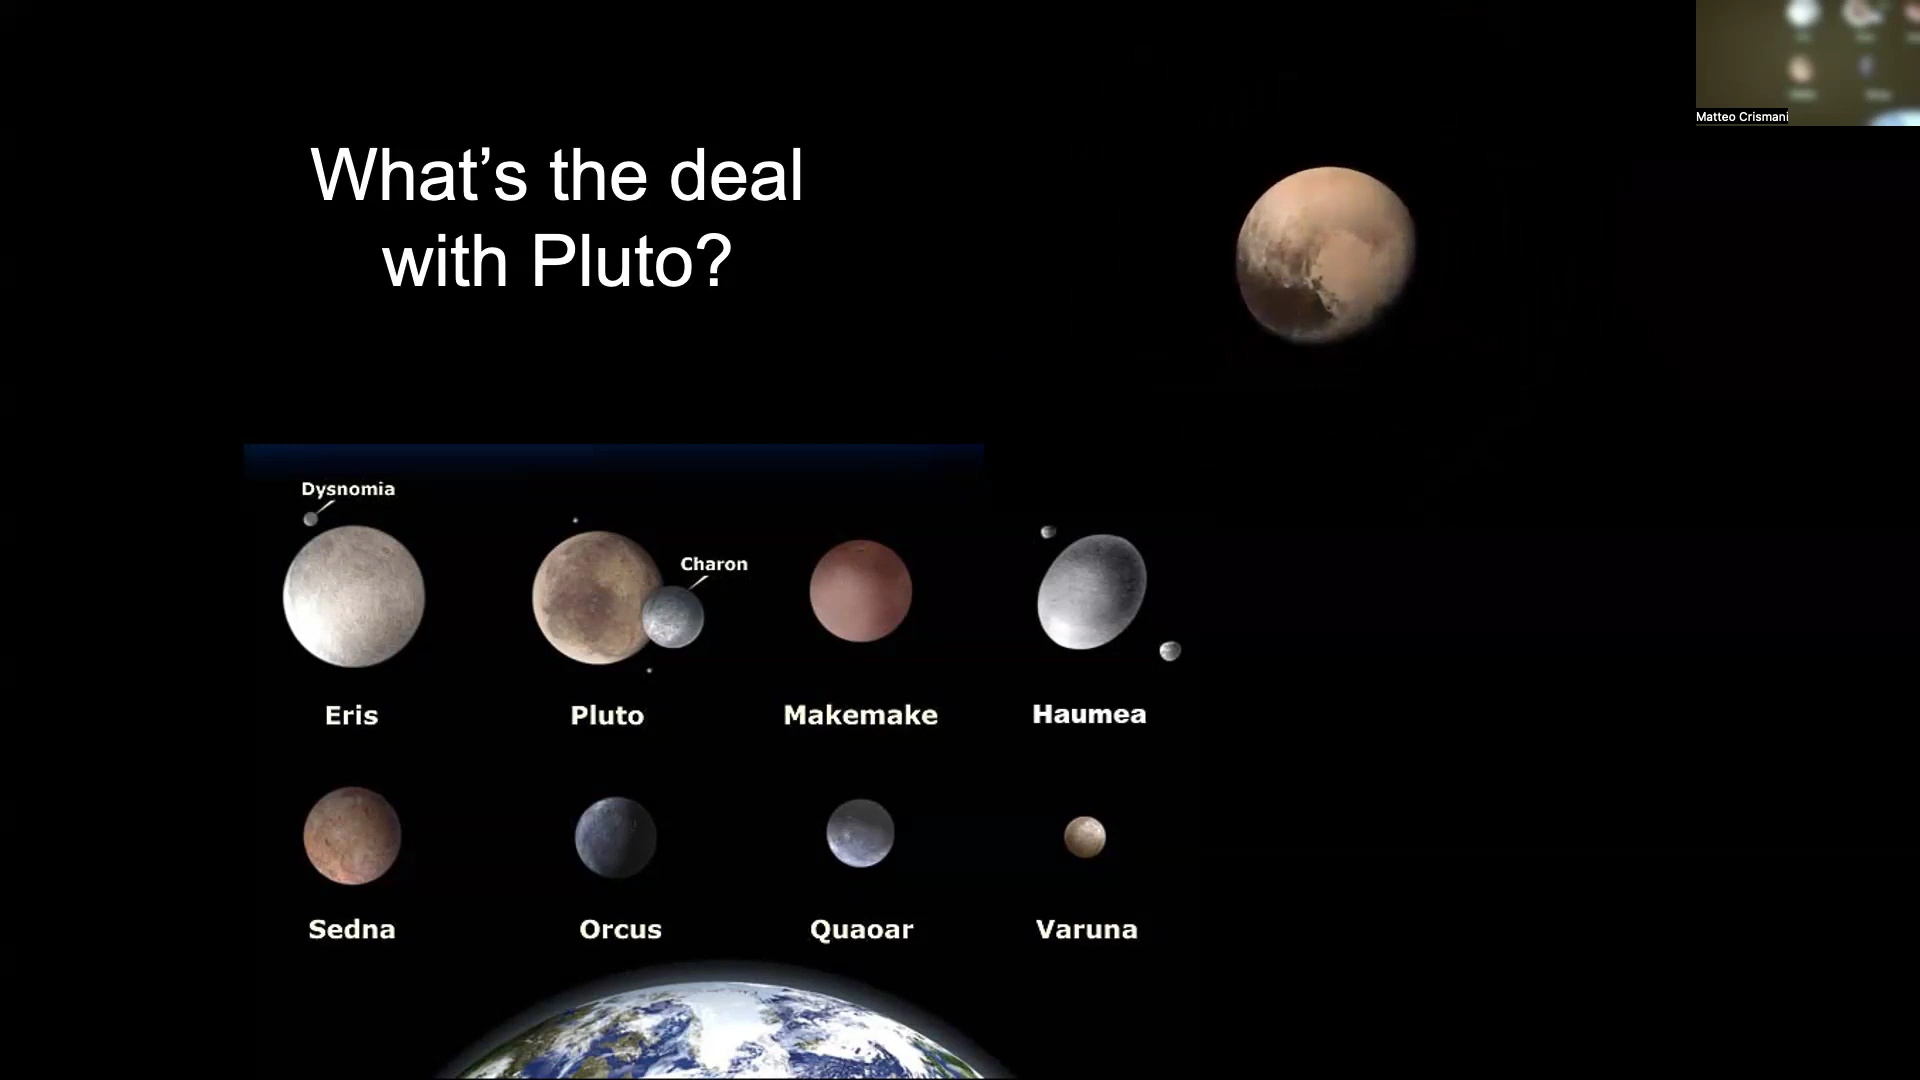 Matteo Crismani
What’s the deal
with Pluto?
Dysnomia
Charon
Eris
Pluto
Makemake
Haumea
Sedna
Orcus
Quaoar
Varuna